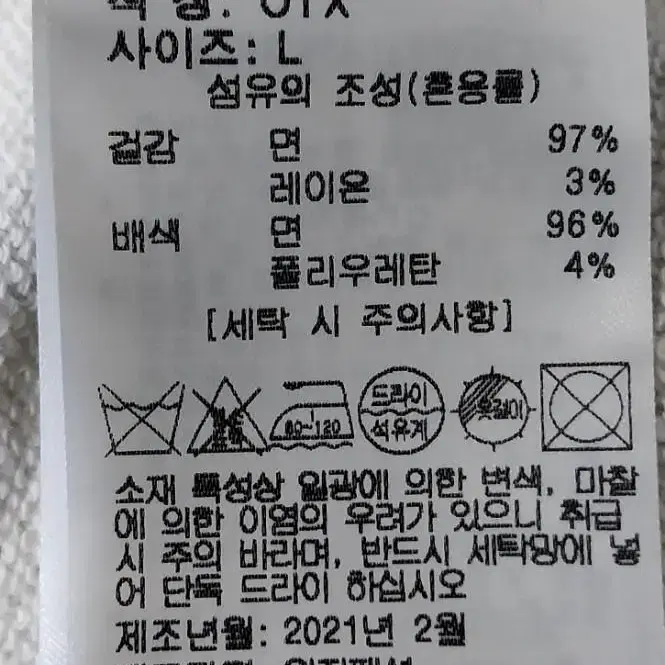 사이즈: L
섬유의 조성(혼용률)
겉감 면 97%
레이온 3%
배색 면 96%
폴리우레탄 4%
[세탁 시 주의사항]
80~120 드라이 석유계 옷걸이
소재 특성상 일광에 의한 변색, 마찰
에 의한 이염의 우려가 있으니 취급
시 주의 바라며, 반드시 세탁망에 넣
어 단독 드라이 하십시오
제조년월: 2021년 2월